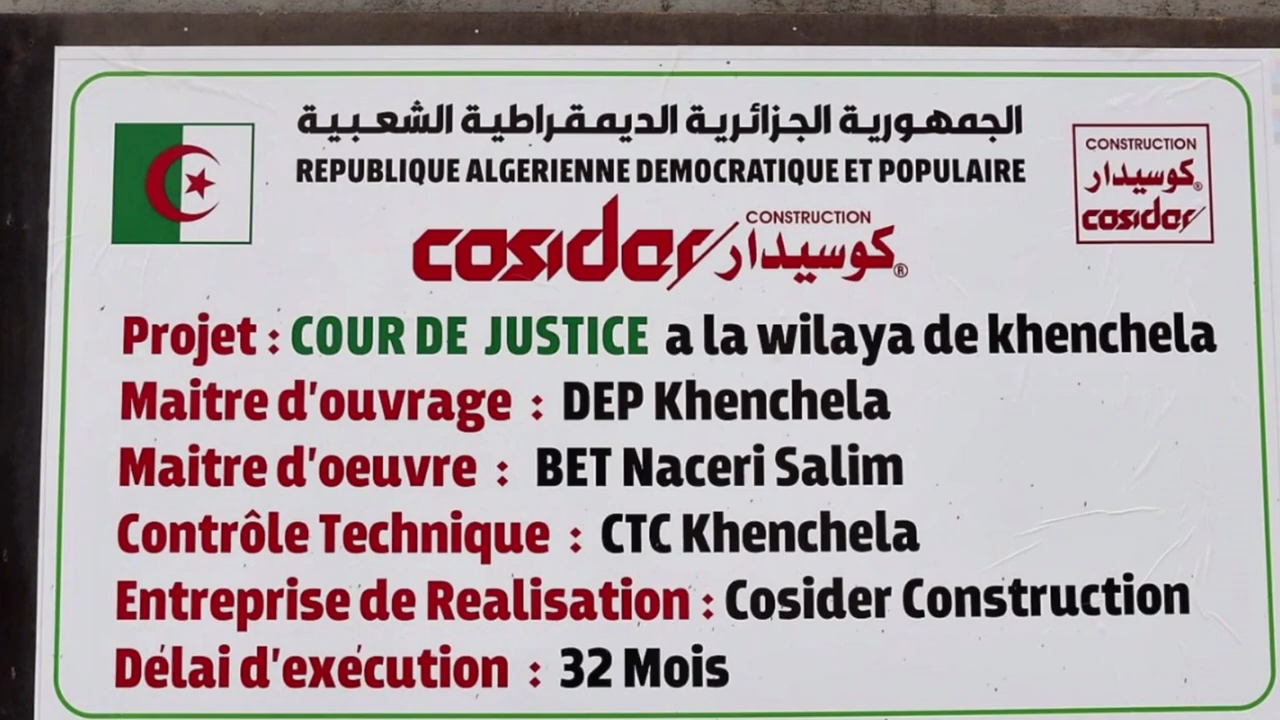 الجمهورية الجزائرية الديمقراطية الشعبية
REPUBLIQUE ALGERIENNE DEMOCRATIQUE ET POPULAIRE
CONSTRUCTION
كوسيدار®
cosider
CONSTRUCTION
cosider كوسيدار®
Projet : COUR DE JUSTICE a la wilaya de khenchela
Maitre d'ouvrage : DEP Khenchela
Maitre d'oeuvre : BET Naceri Salim
Contrôle Technique : CTC Khenchela
Entreprise de Realisation : Cosider Construction
Délai d'exécution : 32 Mois